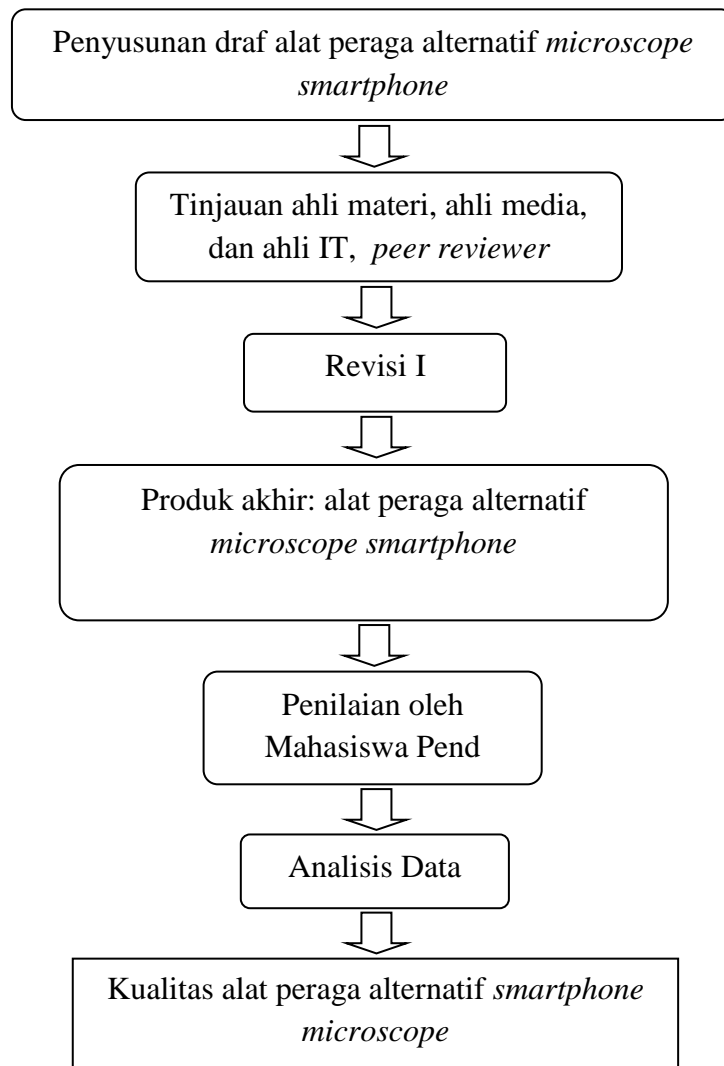 Penyusunan draf alat peraga alternatif microscope
smartphone
Tinjauan ahli materi, ahli media,
dan ahli IT, peer reviewer
Revisi I
Produk akhir: alat peraga alternatif
microscope smartphone
Penilaian oleh
Mahasiswa Pend
Analisis Data
Kualitas alat peraga alternatif smartphone
microscope